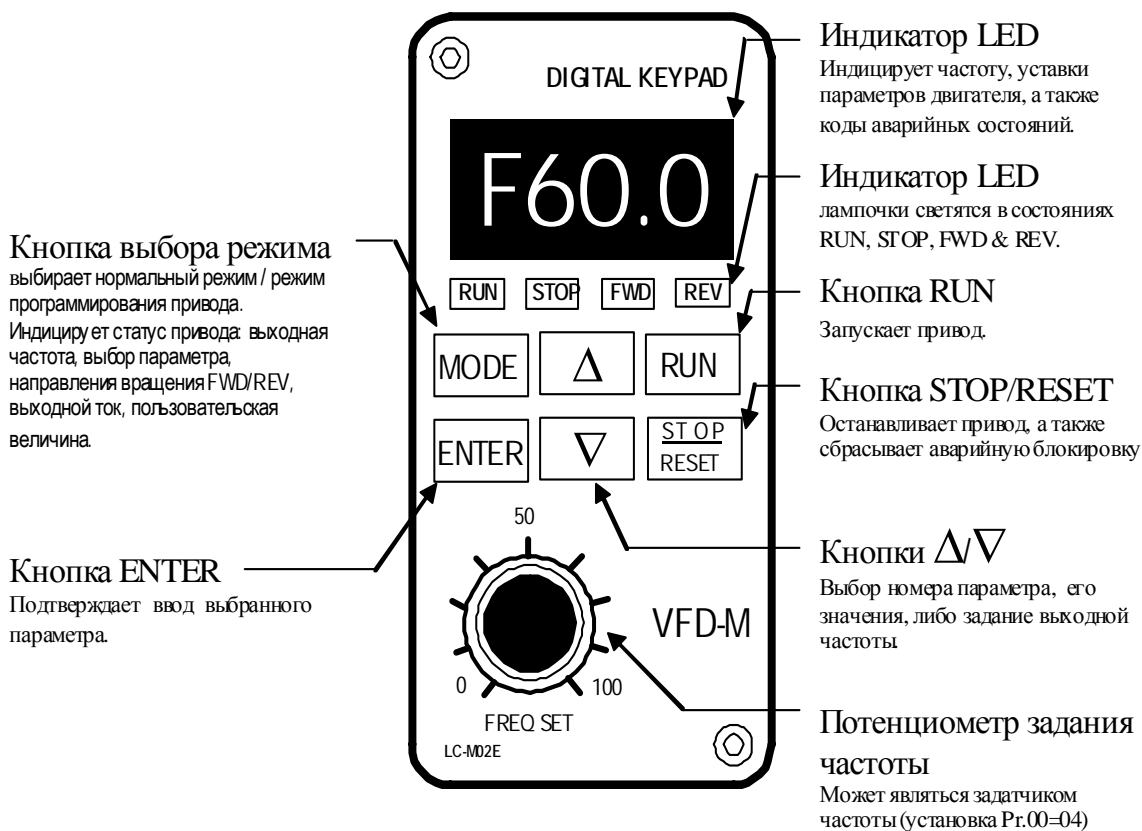 DIGITAL KEYPAD
F60.0
RUN STOP FWD REV
MODE Δ RUN
ENTER ∇ STOP
RESET
50
0 100
FREQ SET
VFD-M
LC-M02E
Кнопка выбора режима
выбирает нормальный режим / режим
программирования привода.
Индицирует статус привода: выходная
частота, выбор параметра,
направления вращения FWD/REV,
выходной ток, пользовательская
величина.
Кнопка ENTER
Подтверждает ввод выбранного
параметра.
Индикатор LED
Индицирует частоту, уставки
параметров двигателя, а также
коды аварийных состояний.
Индикатор LED
лампочки светятся в состояниях
RUN, STOP, FWD & REV.
Кнопка RUN
Запускает привод.
Кнопка STOP/RESET
Останавливает привод, а также
сбрасывает аварийную блокировку
Кнопки Δ/∇
Выбор номера параметра, его
значения, либо задание выходной
частоты.
Потенциометр задания
частоты
Может являться задатчиком
частоты (установка Pr.00=04)